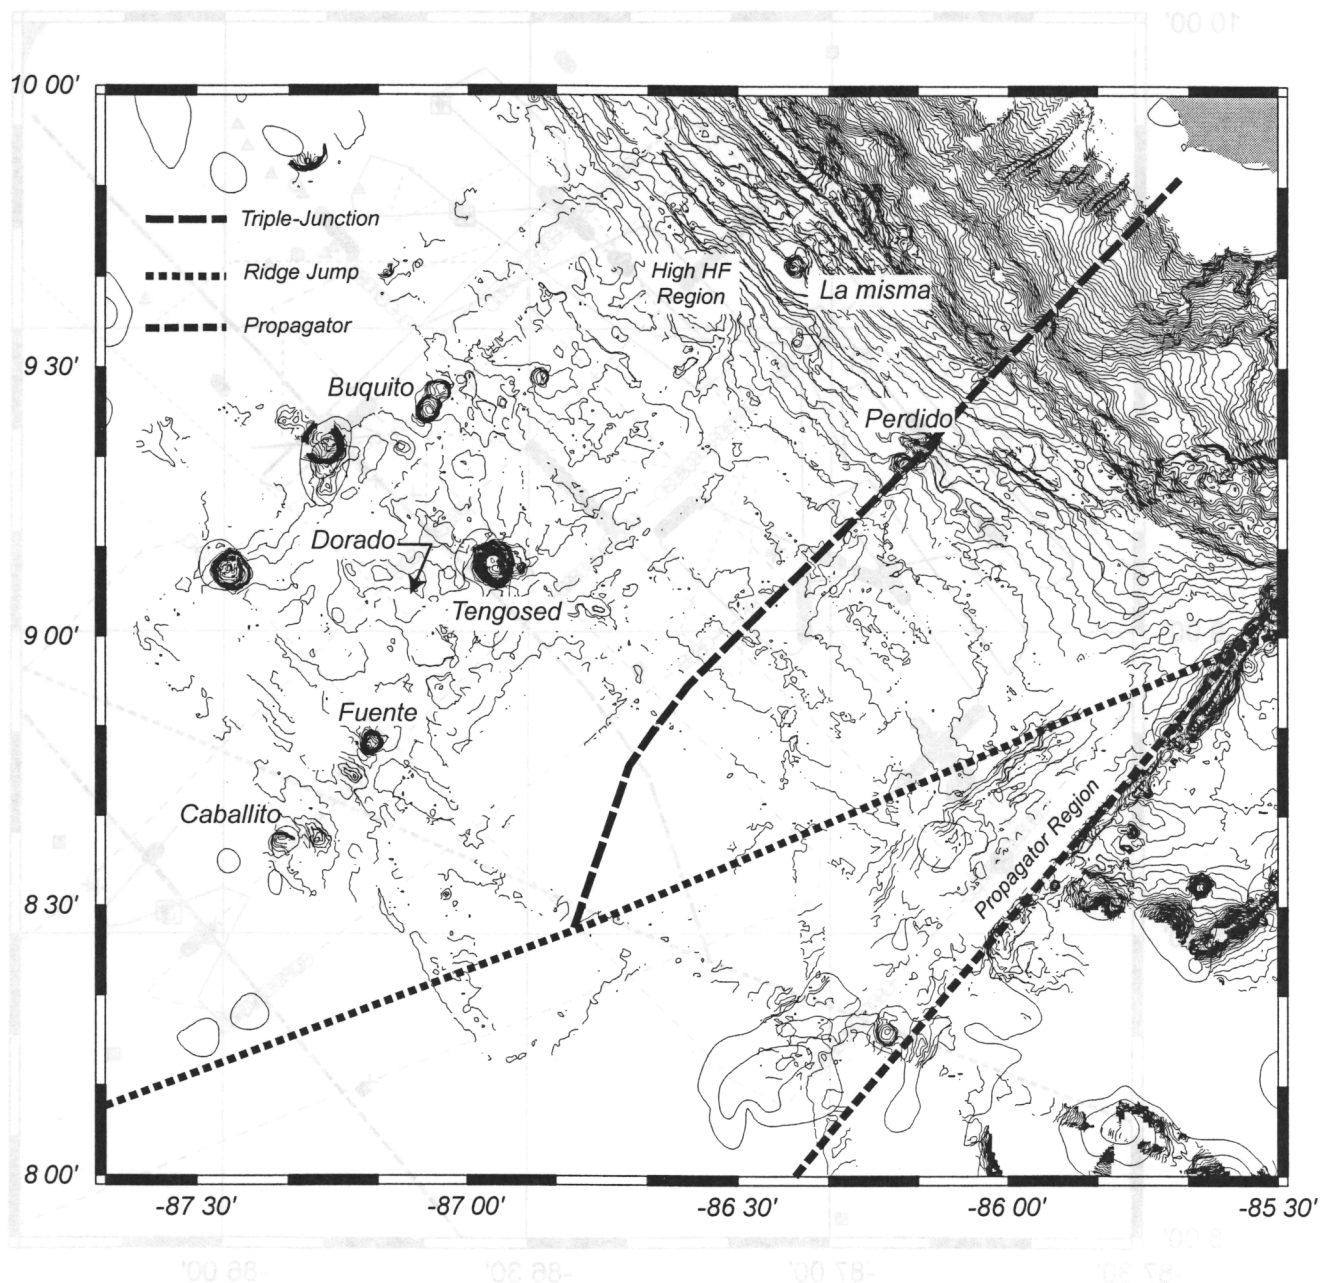 10 00'
Triple-Junction
Ridge Jump
Propagator
High HF
Region
La misma
9 30'
Buquito
Perdido
Dorado
Tengosed
9 00'
Fuente
Caballito
Propagator Region
8 30'
8 00'
-87 30'
-87 00'
-86 30'
-86 00'
-85 30'